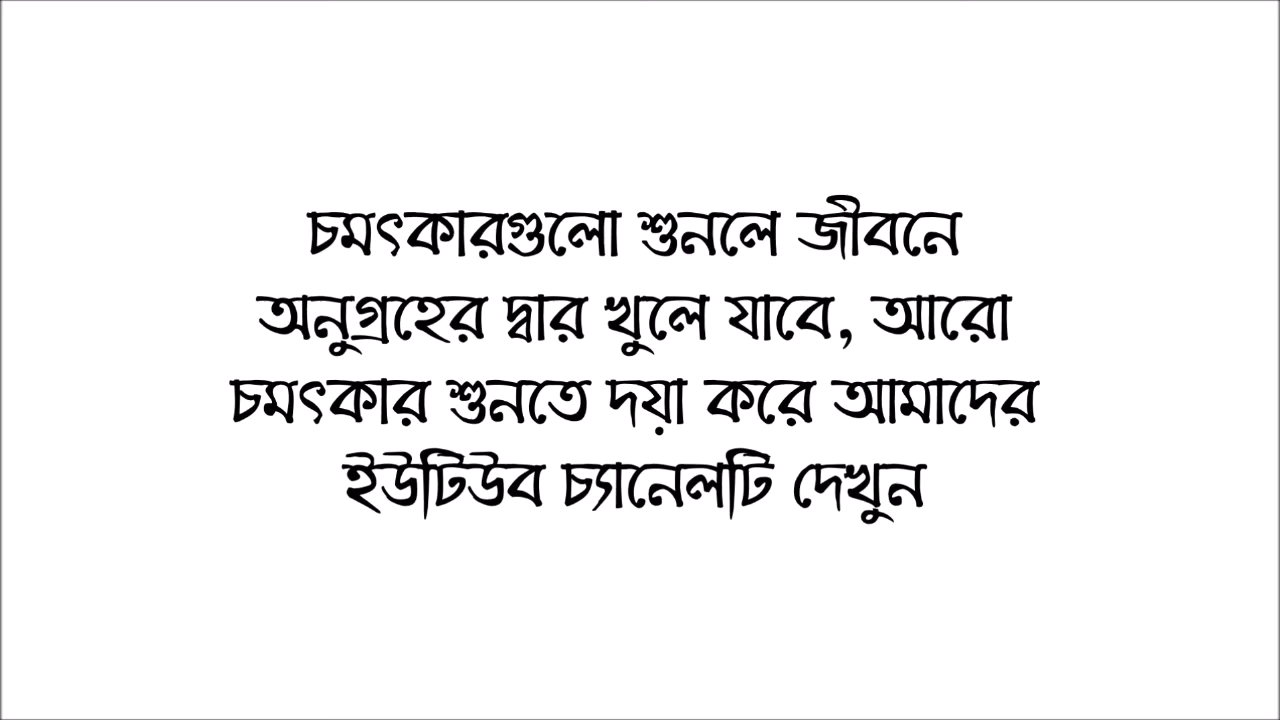 চমৎকারগুলো শুনলে জীবনে
অনুগ্রহের দ্বার খুলে যাবে, আরো
চমৎকার শুনতে দয়া করে আমাদের
ইউটিউব চ্যানেলটি দেখুন